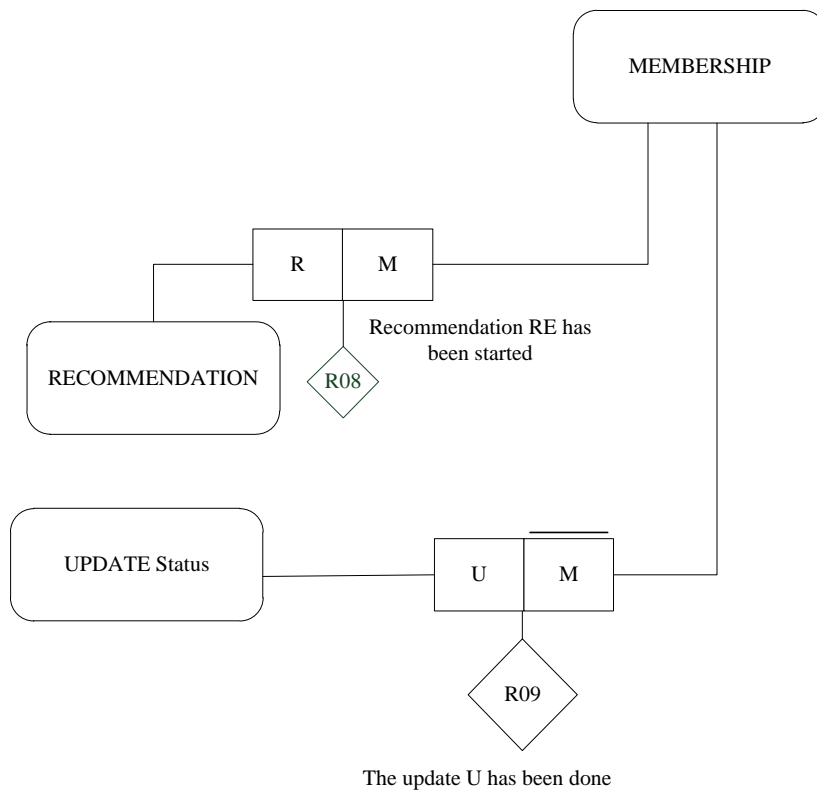 MEMBERSHIP
R
M
Recommendation RE has
been started
R08
RECOMMENDATION
UPDATE Status
U
M
R09
The update U has been done